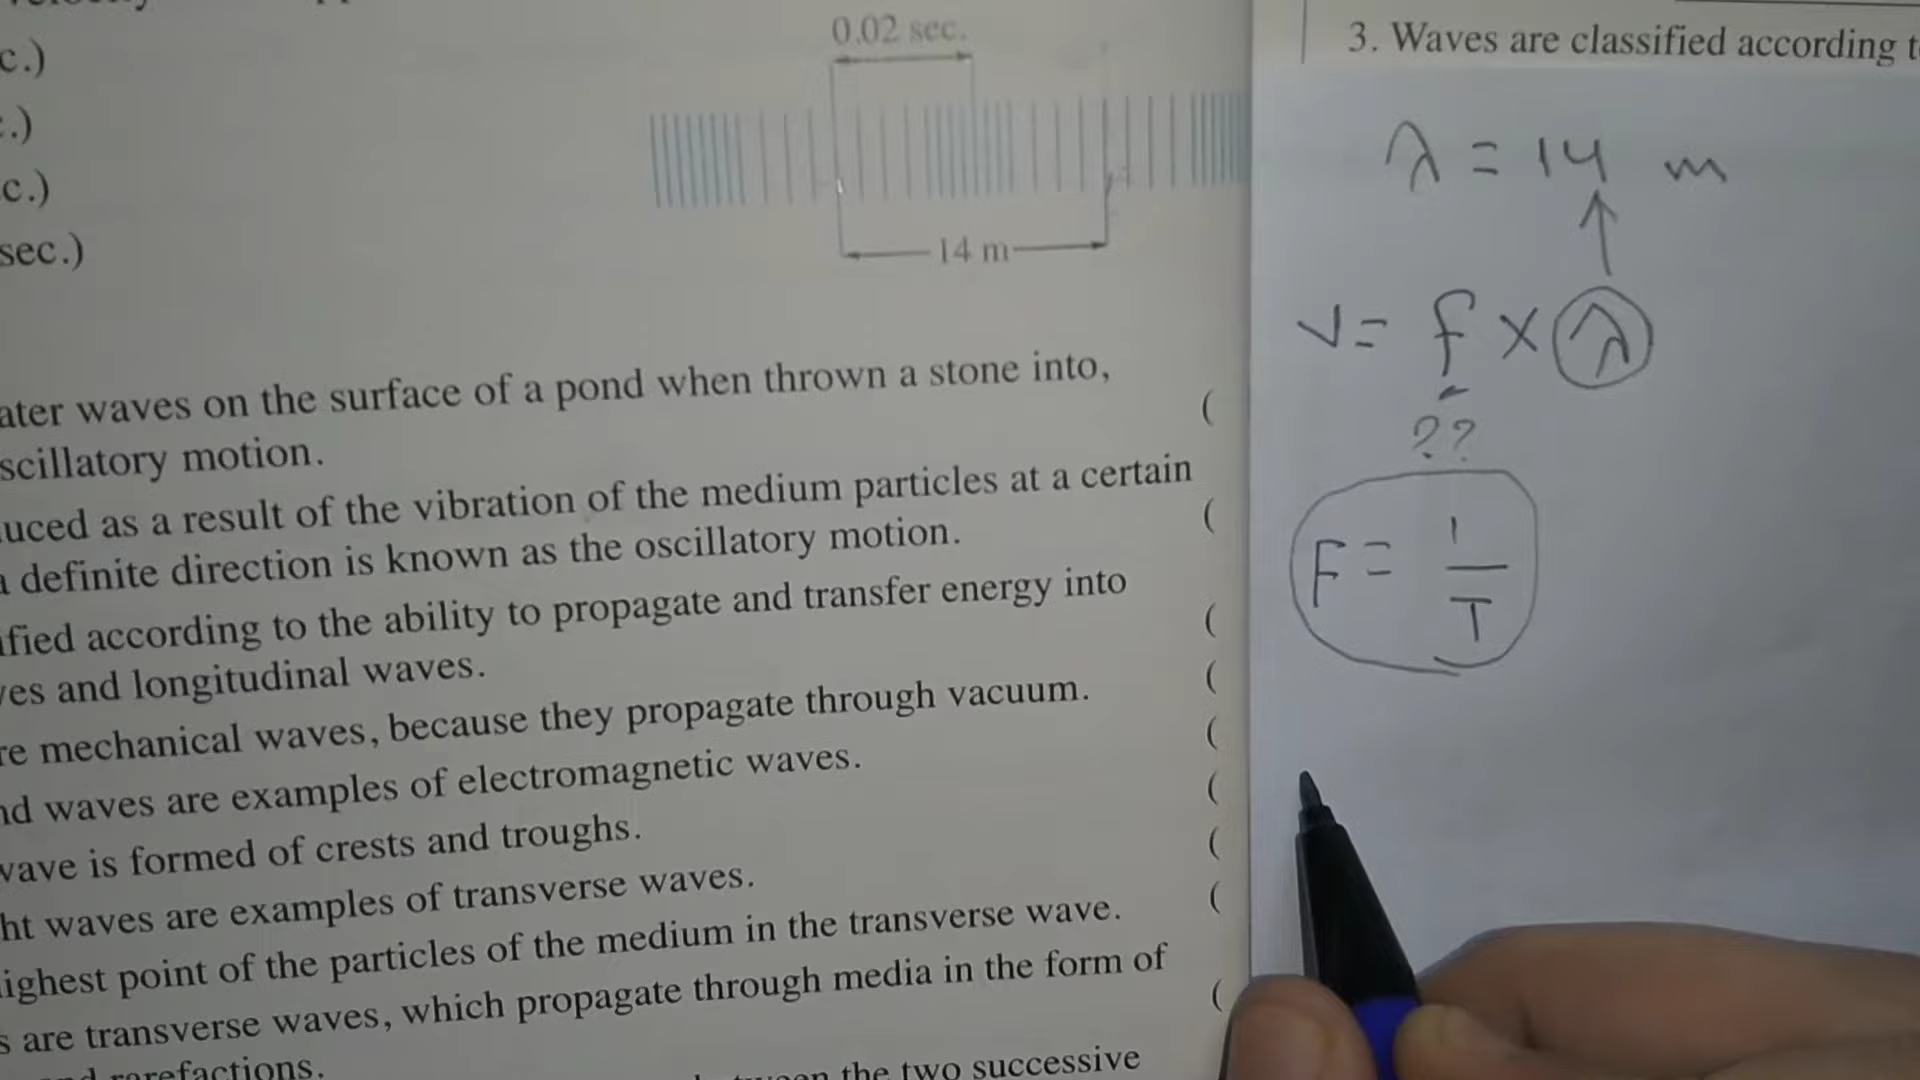 0.02 sec.
c.)
.)
c.)
sec.)
14 m
ater waves on the surface of a pond when thrown a stone into,
(
scillatory motion.
uced as a result of the vibration of the medium particles at a certain
(
a definite direction is known as the oscillatory motion.
ified according to the ability to propagate and transfer energy into
(
ves and longitudinal waves.
(
re mechanical waves, because they propagate through vacuum.
(
nd waves are examples of electromagnetic waves.
(
wave is formed of crests and troughs.
(
ht waves are examples of transverse waves.
(
ighest point of the particles of the medium in the transverse wave.
s are transverse waves, which propagate through media in the form of
(
rarefactions.
the two successive
3. Waves are classified according t
λ = 14 m
v = f × λ
??
F = 1/T